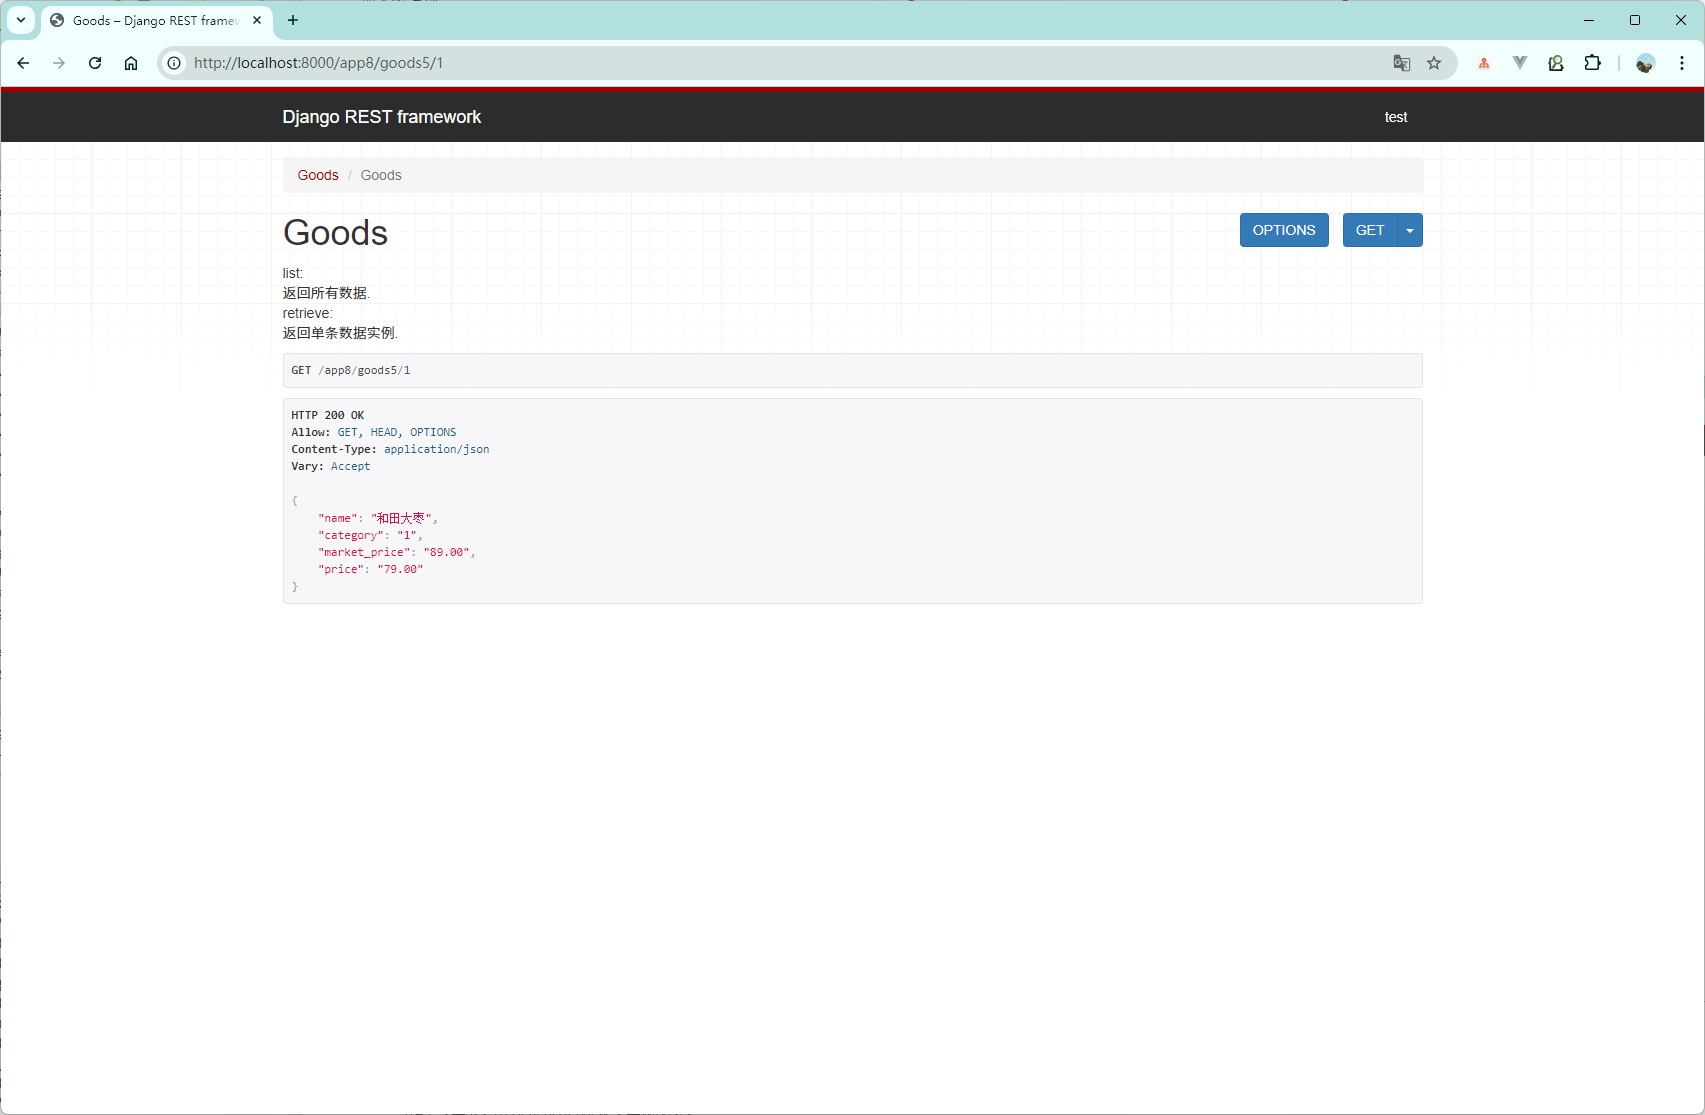 Goods – Django REST framew
http://localhost:8000/app8/goods5/1
Django REST framework
test
Goods / Goods
Goods
OPTIONS
GET
list:
返回所有数据.
retrieve:
返回单条数据实例.
GET /app8/goods5/1
HTTP 200 OK
Allow: GET, HEAD, OPTIONS
Content-Type: application/json
Vary: Accept
{
"name": "和田大枣",
"category": "1",
"market_price": "89.00",
"price": "79.00"
}